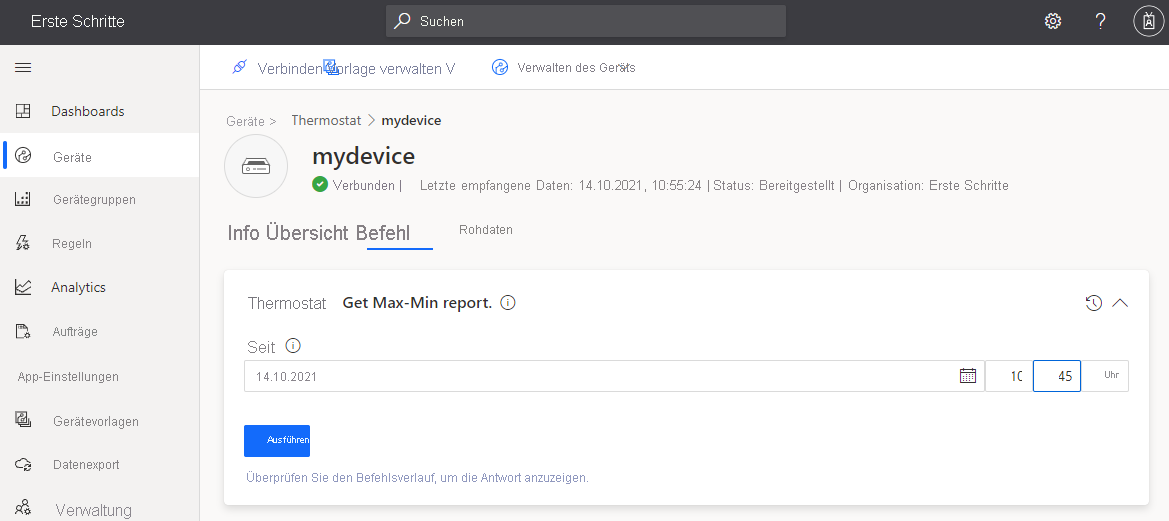 Erste Schritte
Suchen
Verbinden Vorlage verwalten V
Verwalten des Geräts
Dashboards
Geräte
Gerätegruppen
Regeln
Analytics
Aufträge
App-Einstellungen
Gerätevorlagen
Datenexport
Verwaltung
Geräte > Thermostat > mydevice
mydevice
Verbunden | Letzte empfangene Daten: 14.10.2021, 10:55:24 | Status: Bereitgestellt | Organisation: Erste Schritte
Info Übersicht Befehl Rohdaten
Thermostat Get Max-Min report.
Seit
14.10.2021 10 45 Uhr
Ausführen
Überprüfen Sie den Befehlsverlauf, um die Antwort anzuzeigen.